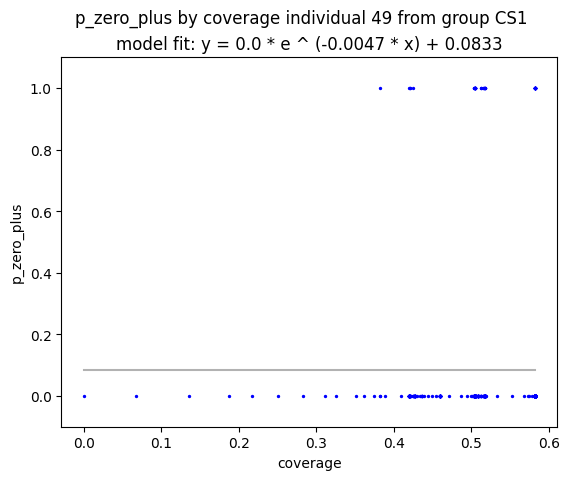 p_zero_plus by coverage individual 49 from group CS1
model fit: y = 0.0 * e ^ (-0.0047 * x) + 0.0833
1.0
0.8
0.6
0.4
0.2
0.0
p_zero_plus
0.0 0.1 0.2 0.3 0.4 0.5 0.6
coverage